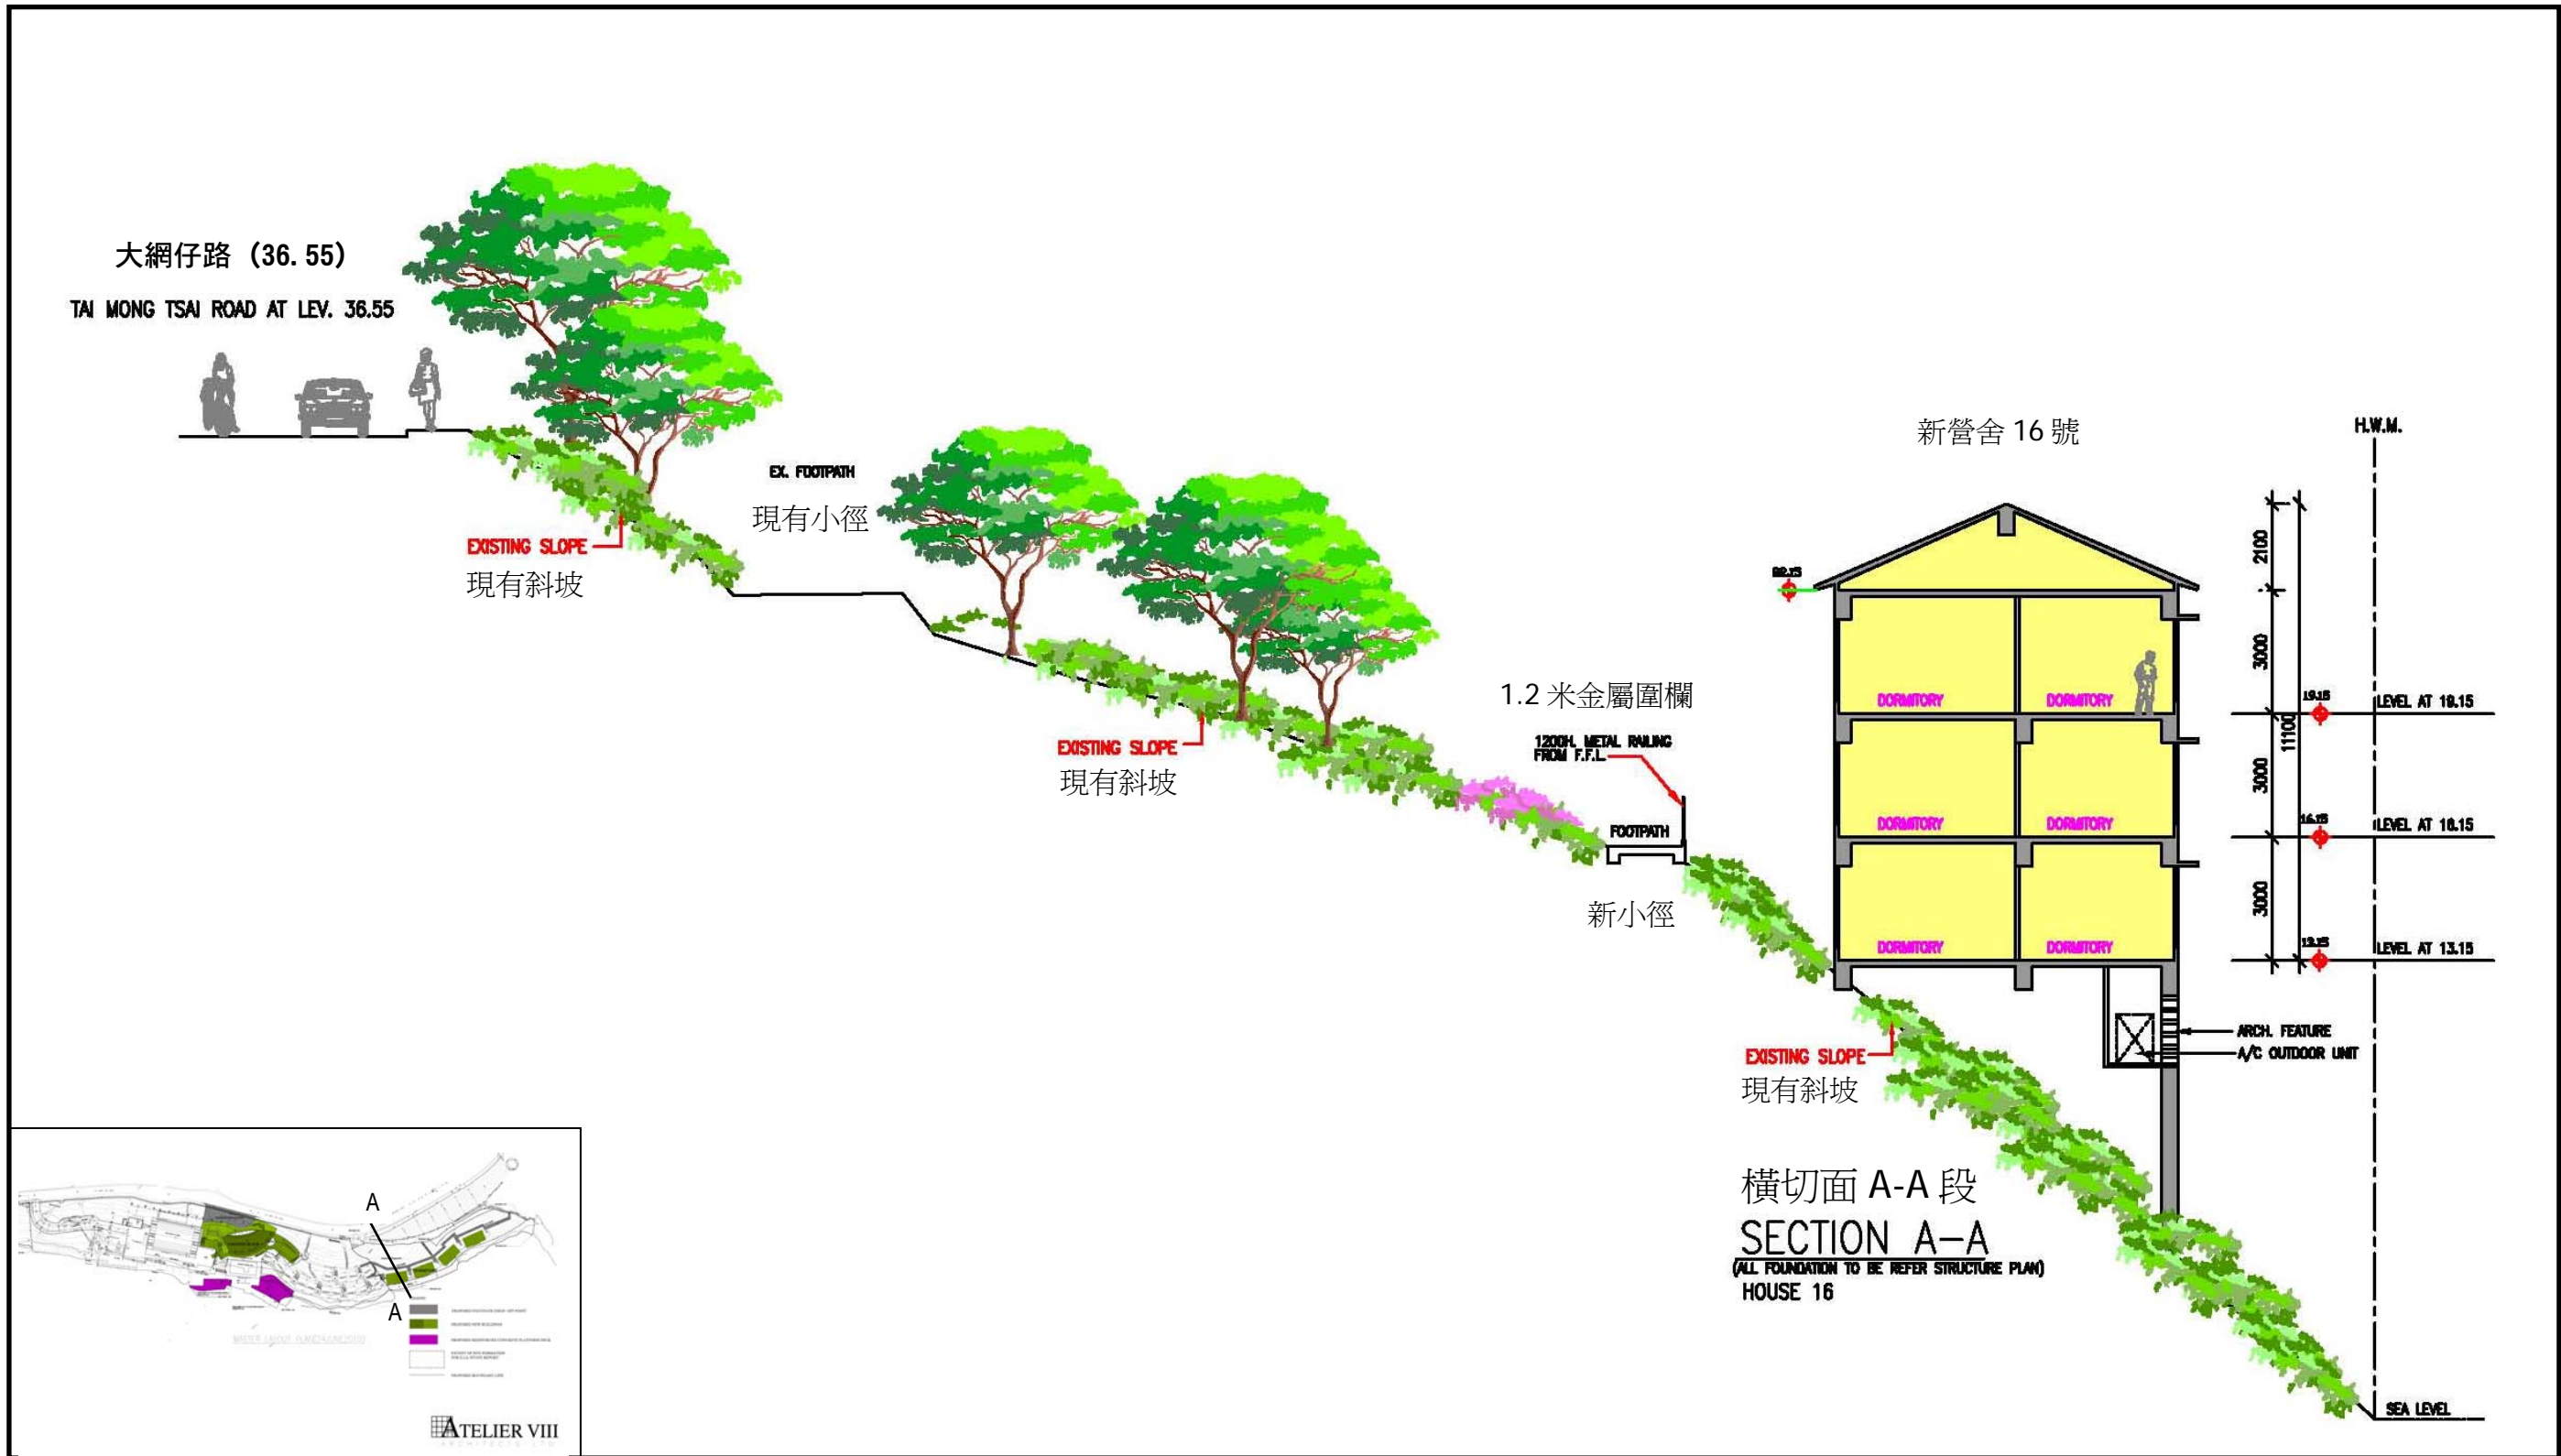 大網仔路 (36.55)
TAI MONG TSAI ROAD AT LEV. 36.55
EXISTING SLOPE
現有斜坡
EX. FOOTPATH
現有小徑
EXISTING SLOPE
現有斜坡
1.2 米金屬圍欄
1200H. METAL RAILING
FROM F.F.L.
FOOTPATH
新小徑
新營舍 16 號
H.W.M.
2100
3000
3000
3000
11100
DORMITORY
DORMITORY
19.15
LEVEL AT 19.15
DORMITORY
DORMITORY
16.15
LEVEL AT 16.15
DORMITORY
DORMITORY
13.15
LEVEL AT 13.15
ARCH. FEATURE
A/C OUTDOOR UNIT
EXISTING SLOPE
現有斜坡
橫切面 A-A 段
SECTION A-A
(ALL FOUNDATION TO BE REFER STRUCTURE PLAN)
HOUSE 16
SEA LEVEL
A
A
ATELIER VIII
ARCHITECTS LTD